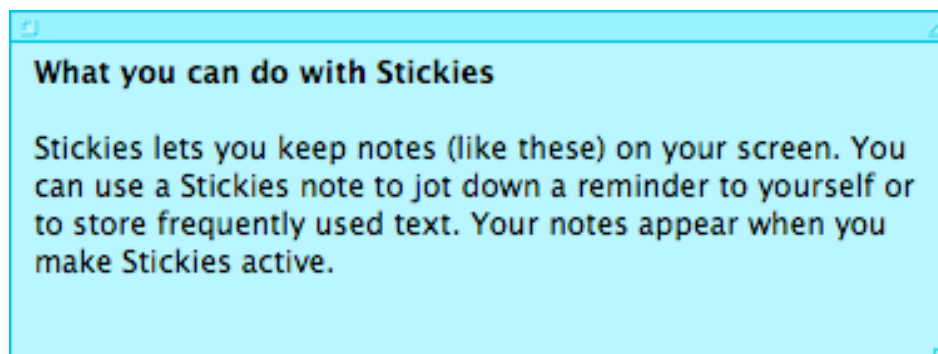 What you can do with Stickies
Stickies lets you keep notes (like these) on your screen. You
can use a Stickies note to jot down a reminder to yourself or
to store frequently used text. Your notes appear when you
make Stickies active.